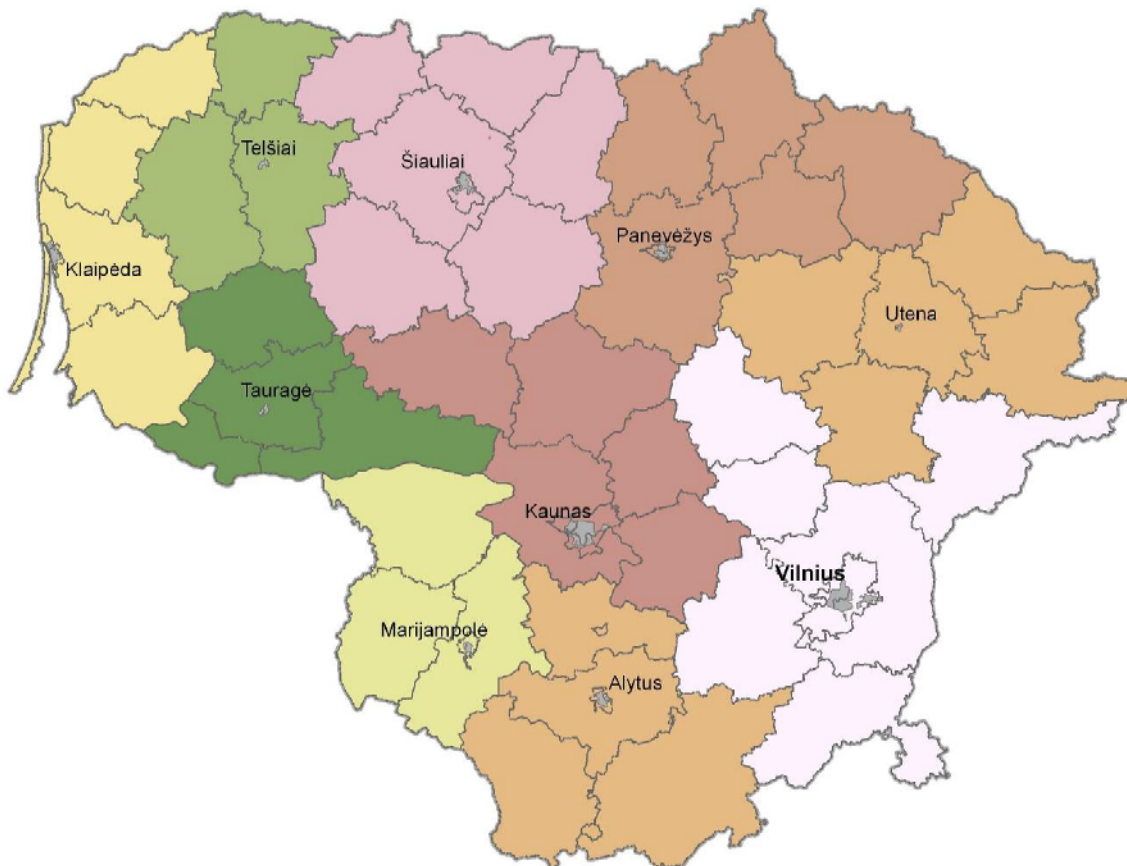 Telšiai
Šiauliai
Panevėžys
Klaipėda
Utena
Tauragė
Kaunas
Vilnius
Marijampolė
Alytus